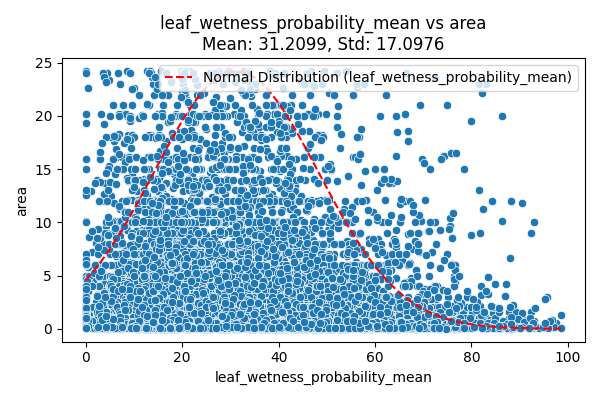 leaf_wetness_probability_mean vs area
Mean: 31.2099, Std: 17.0976
Normal Distribution (leaf_wetness_probability_mean)
area
25
20
15
10
5
0
0 20 40 60 80 100
leaf_wetness_probability_mean